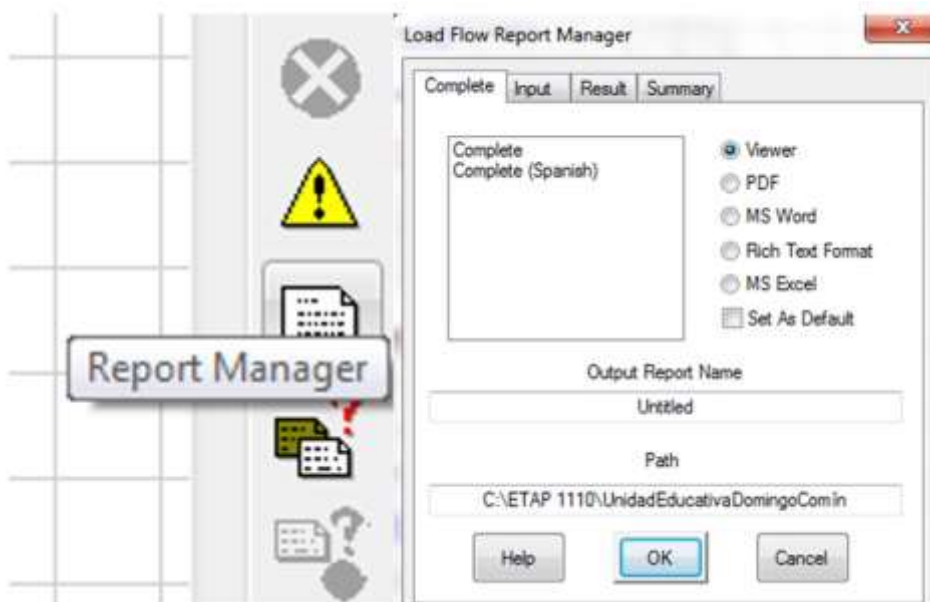 Report Manager
Load Flow Report Manager
Complete Input Result Summary
Complete
Complete (Spanish)
Viewer
PDF
MS Word
Rich Text Format
MS Excel
Set As Default
Output Report Name
Untitled
Path
C:\ETAP 1110\UnidadEducativaDomingoComín
Help OK Cancel